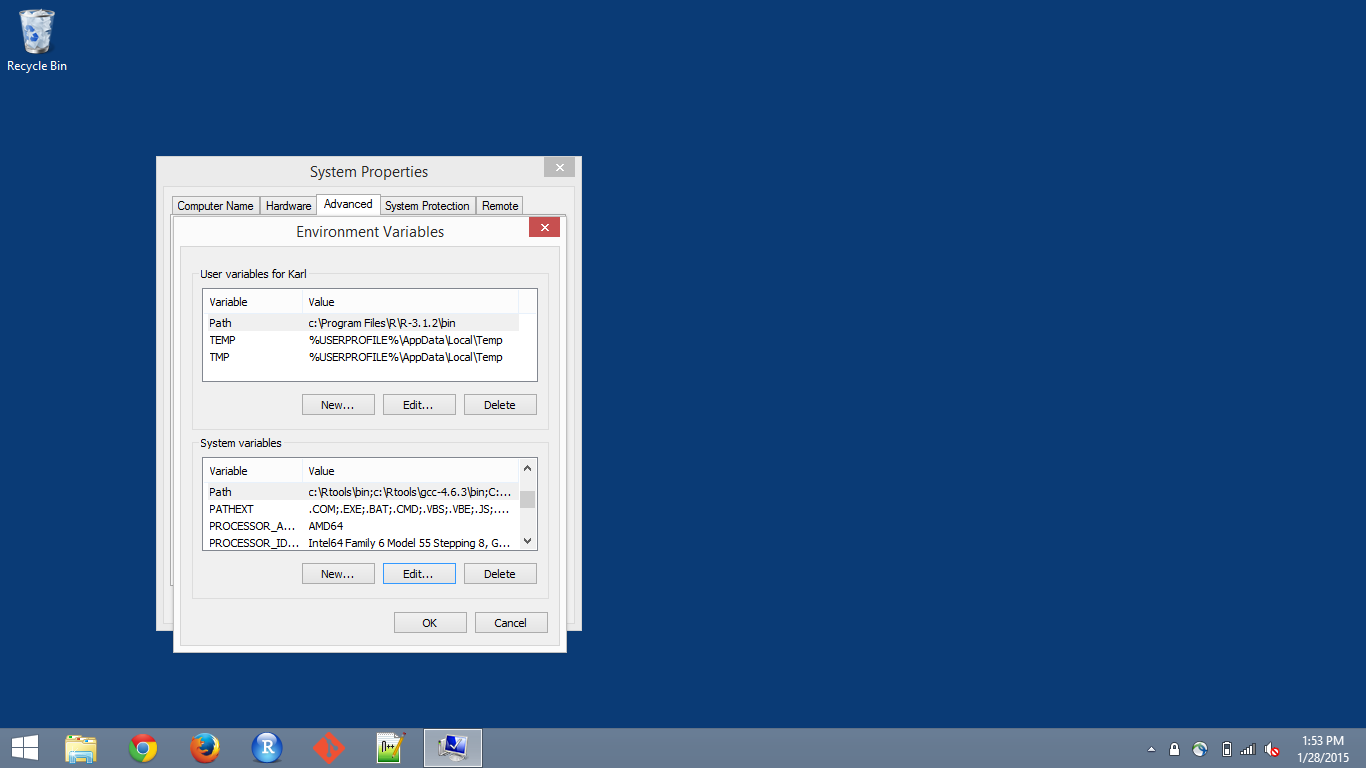 Recycle Bin
System Properties
Computer Name Hardware Advanced System Protection Remote
Environment Variables
User variables for Karl
Variable Value
Path c:\Program Files\R\R-3.1.2\bin
TEMP %USERPROFILE%\AppData\Local\Temp
TMP %USERPROFILE%\AppData\Local\Temp
New... Edit... Delete
System variables
Variable Value
Path c:\Rtools\bin;c:\Rtools\gcc-4.6.3\bin;C:...
PATHEXT .COM;.EXE;.BAT;.CMD;.VBS;.VBE;.JS;....
PROCESSOR_A... AMD64
PROCESSOR_ID... Intel64 Family 6 Model 55 Stepping 8, G...
New... Edit... Delete
OK Cancel
R
n++
1:53 PM
1/28/2015